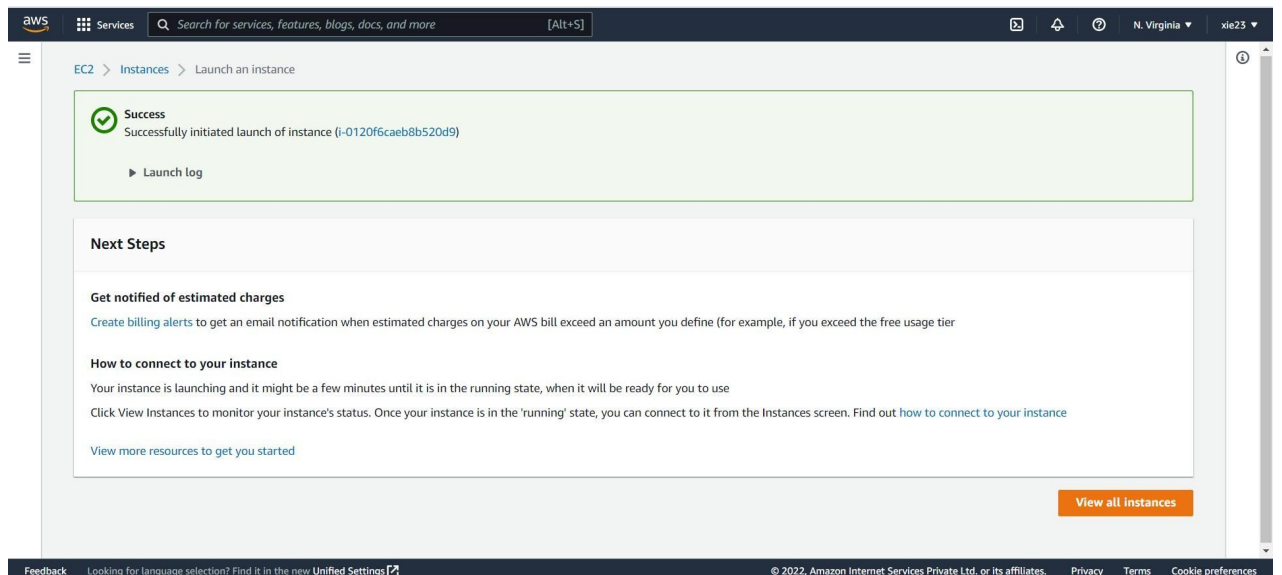 aws Services Search for services, features, blogs, docs, and more [Alt+S] N. Virginia ▼ xie23 ▼
EC2 > Instances > Launch an instance
Success
Successfully initiated launch of instance (i-0120f6caeb8b520d9)
▶ Launch log
Next Steps
Get notified of estimated charges
Create billing alerts to get an email notification when estimated charges on your AWS bill exceed an amount you define (for example, if you exceed the free usage tier
How to connect to your instance
Your instance is launching and it might be a few minutes until it is in the running state, when it will be ready for you to use
Click View Instances to monitor your instance's status. Once your instance is in the 'running' state, you can connect to it from the Instances screen. Find out how to connect to your instance
View more resources to get you started
View all instances
Feedback Looking for language selection? Find it in the new Unified Settings © 2022, Amazon Internet Services Private Ltd. or its affiliates. Privacy Terms Cookie preferences